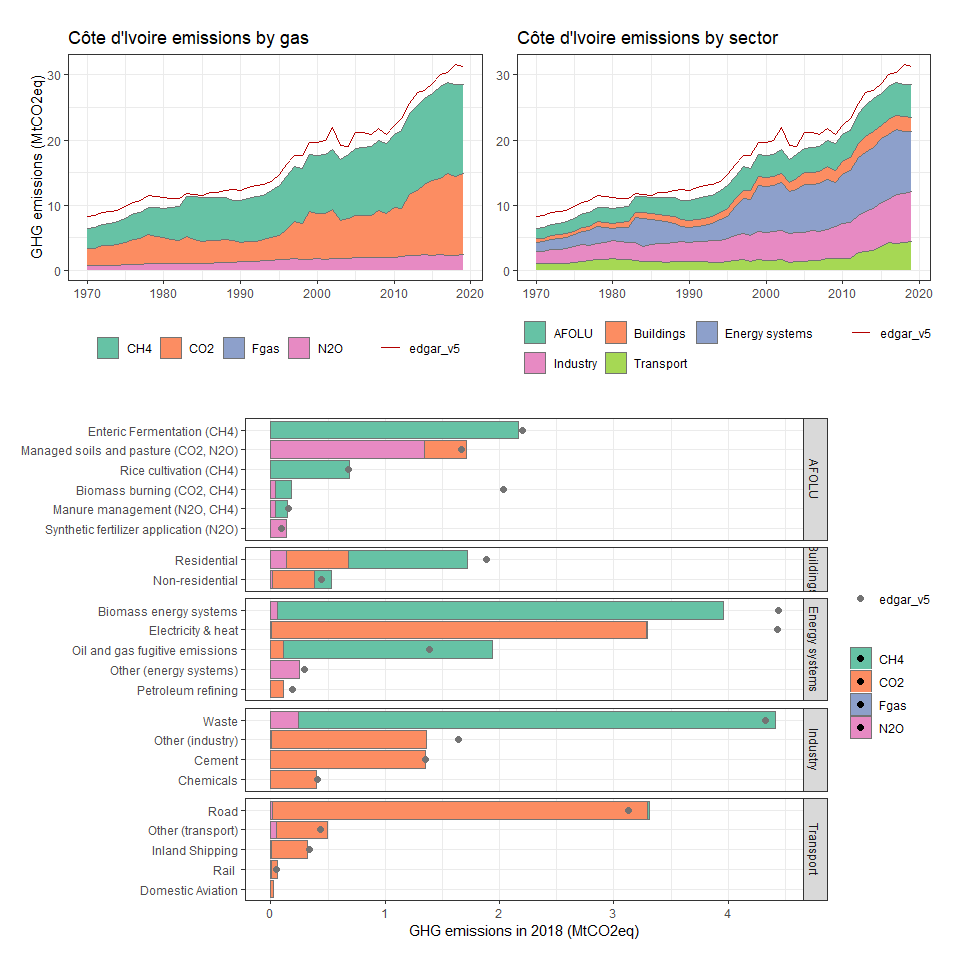 Côte d'Ivoire emissions by gas
GHG emissions (MtCO2eq)
30
20
10
0
1970 1980 1990 2000 2010 2020
CH4 CO2 Fgas N2O edgar_v5
Côte d'Ivoire emissions by sector
30
20
10
0
1970 1980 1990 2000 2010 2020
AFOLU Buildings Energy systems edgar_v5
Industry Transport
Enteric Fermentation (CH4)
Managed soils and pasture (CO2, N2O)
Rice cultivation (CH4)
Biomass burning (CO2, CH4)
Manure management (N2O, CH4)
Synthetic fertilizer application (N2O)
AFOLU
Residential
Non-residential
Buildings
Biomass energy systems
Electricity & heat
Oil and gas fugitive emissions
Other (energy systems)
Petroleum refining
Energy systems
Waste
Other (industry)
Cement
Chemicals
Industry
Road
Other (transport)
Inland Shipping
Rail
Domestic Aviation
Transport
0 1 2 3 4
GHG emissions in 2018 (MtCO2eq)
edgar_v5
CH4
CO2
Fgas
N2O